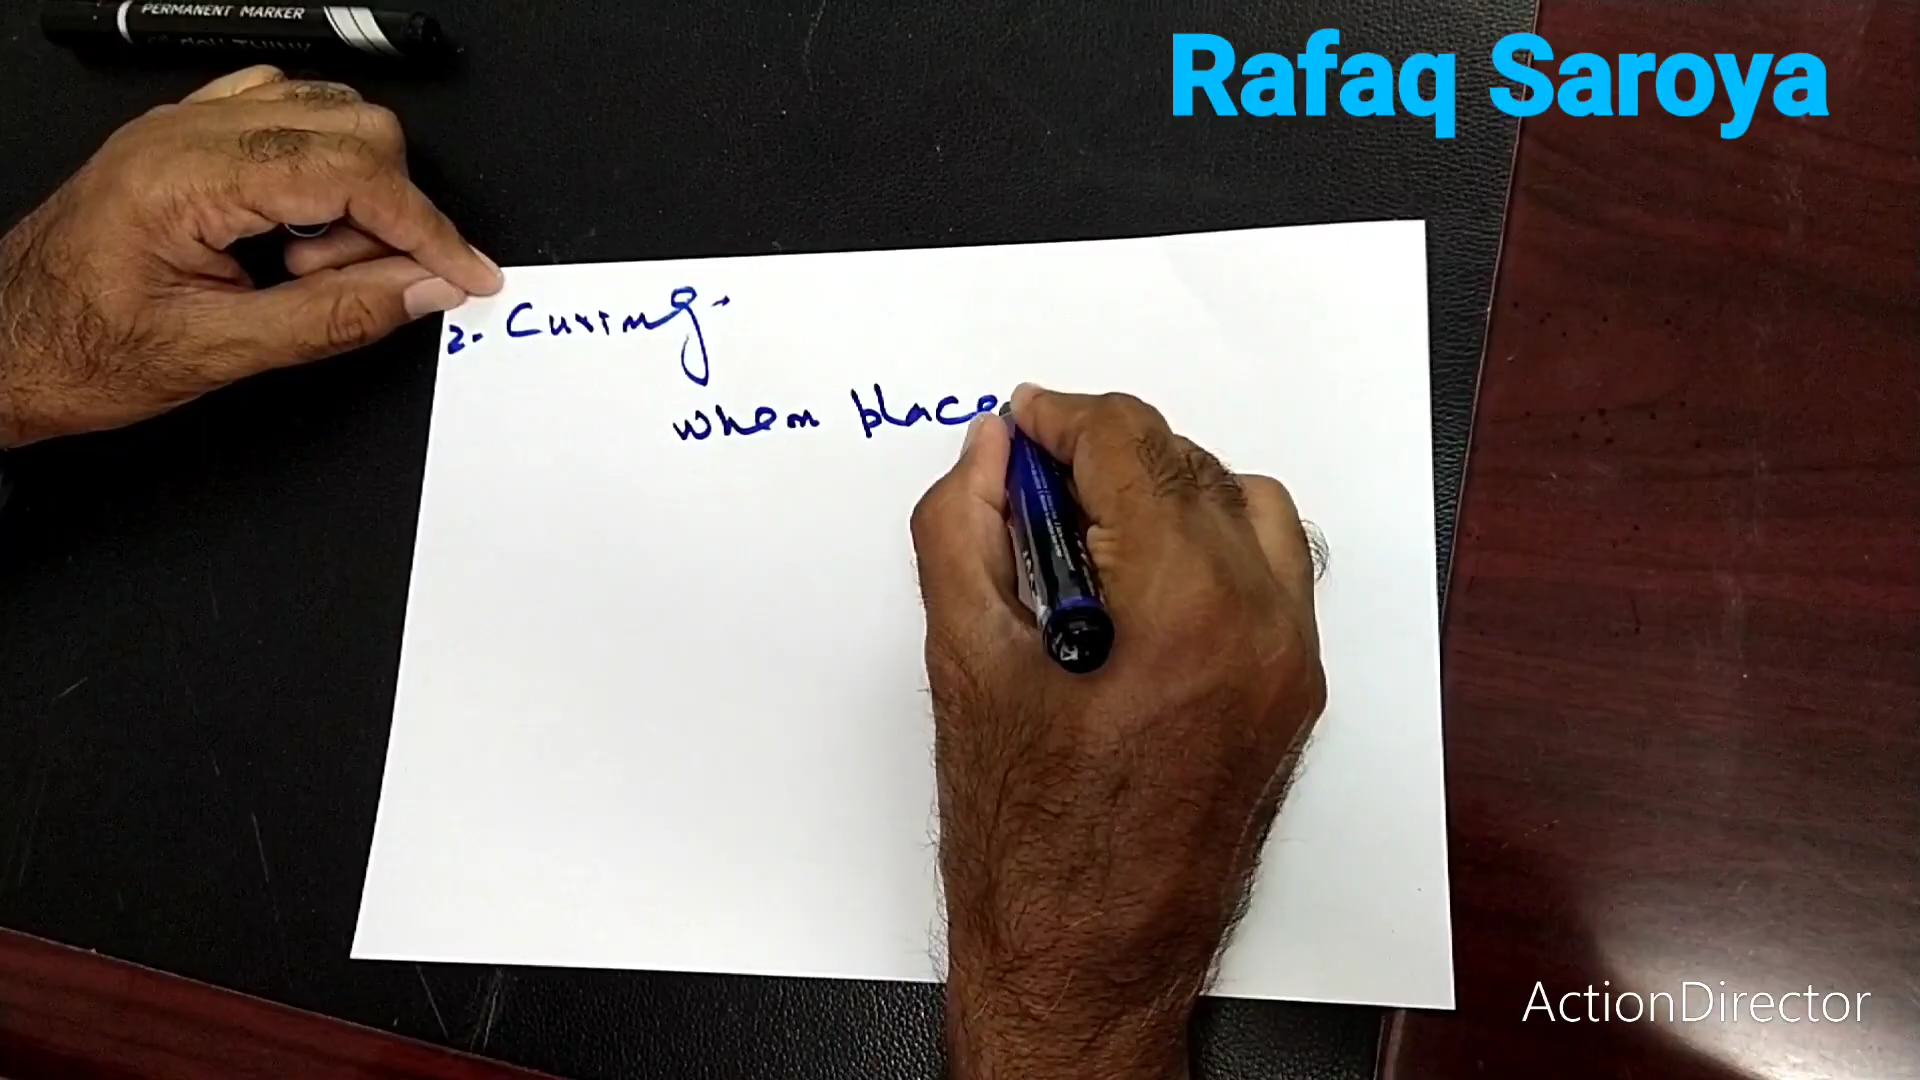 PERMANENT MARKER
Rafaq Saroya
2. Curing.
when place
ActionDirector